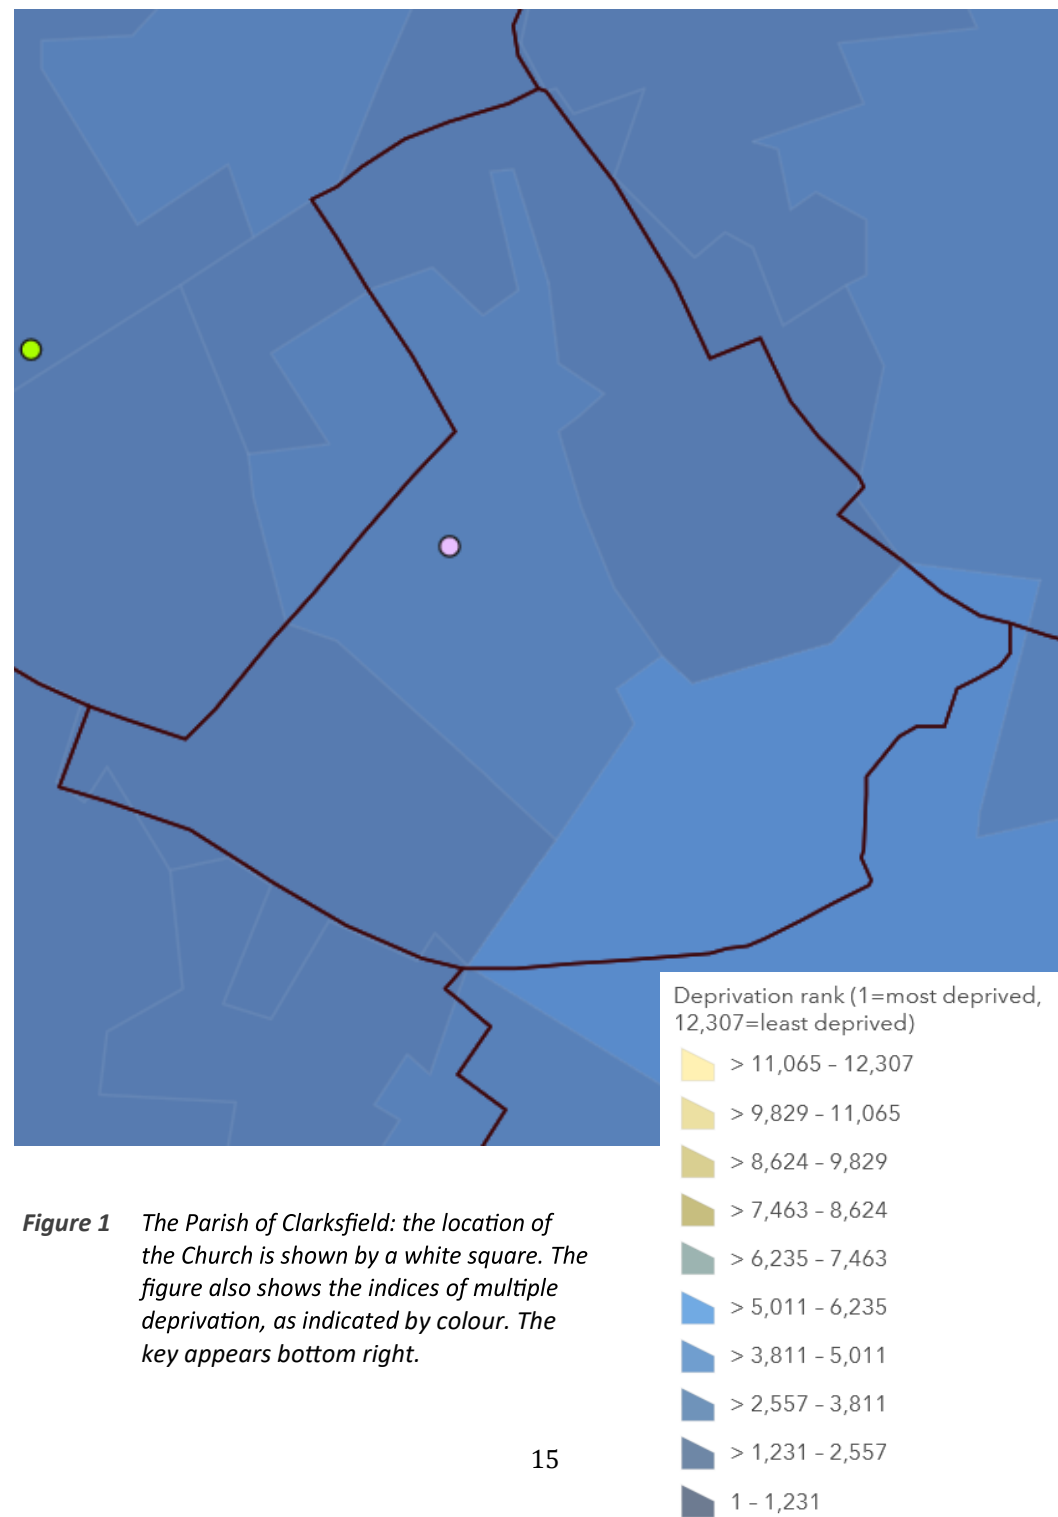 Deprivation rank (1=most deprived,
12,307=least deprived)
> 11,065 – 12,307
> 9,829 – 11,065
> 8,624 – 9,829
> 7,463 – 8,624
> 6,235 – 7,463
> 5,011 – 6,235
> 3,811 – 5,011
> 2,557 – 3,811
> 1,231 – 2,557
1 – 1,231
Figure 1 The Parish of Clarksfield: the location of
the Church is shown by a white square. The
figure also shows the indices of multiple
deprivation, as indicated by colour. The
key appears bottom right.
15